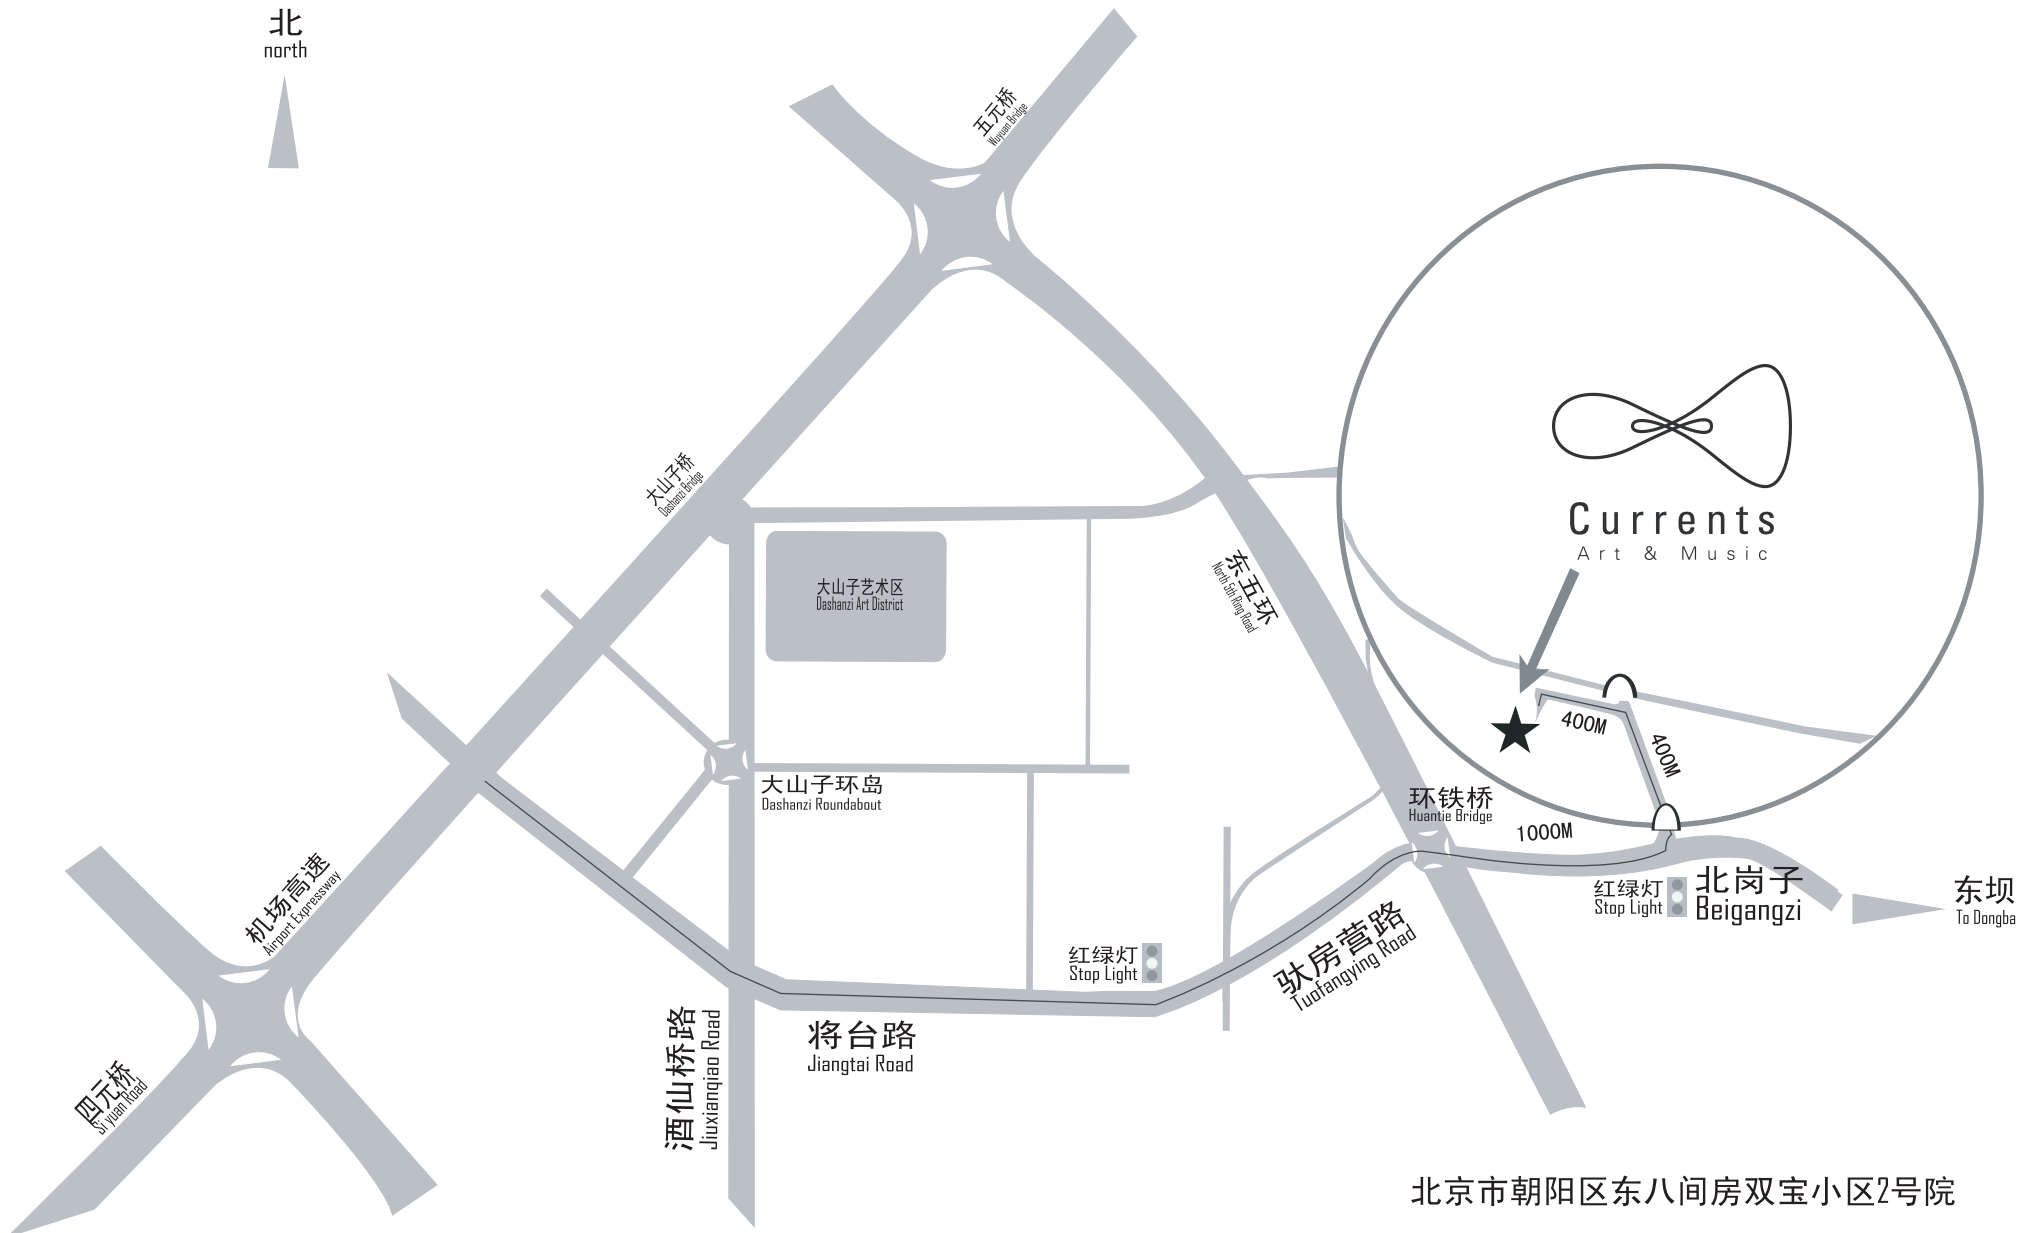 北
north
五元桥
Wuyuan Bridge
Currents
Art & Music
大山子桥
Dashanzi Bridge
大山子艺术区
Dashanzi Art District
东五环
North 5th Ring Road
400M
400M
大山子环岛
Dashanzi Roundabout
环铁桥
Huantie Bridge
1000M
机场高速
Airport Expressway
红绿灯
Stop Light
北岗子
Beigangzi
东坝
To Dongba
红绿灯
Stop Light
驮房营路
Tuofangying Road
酒仙桥路
Jiuxianqiao Road
将台路
Jiangtai Road
四元桥
Si yuan Road
北京市朝阳区东八间房双宝小区2号院